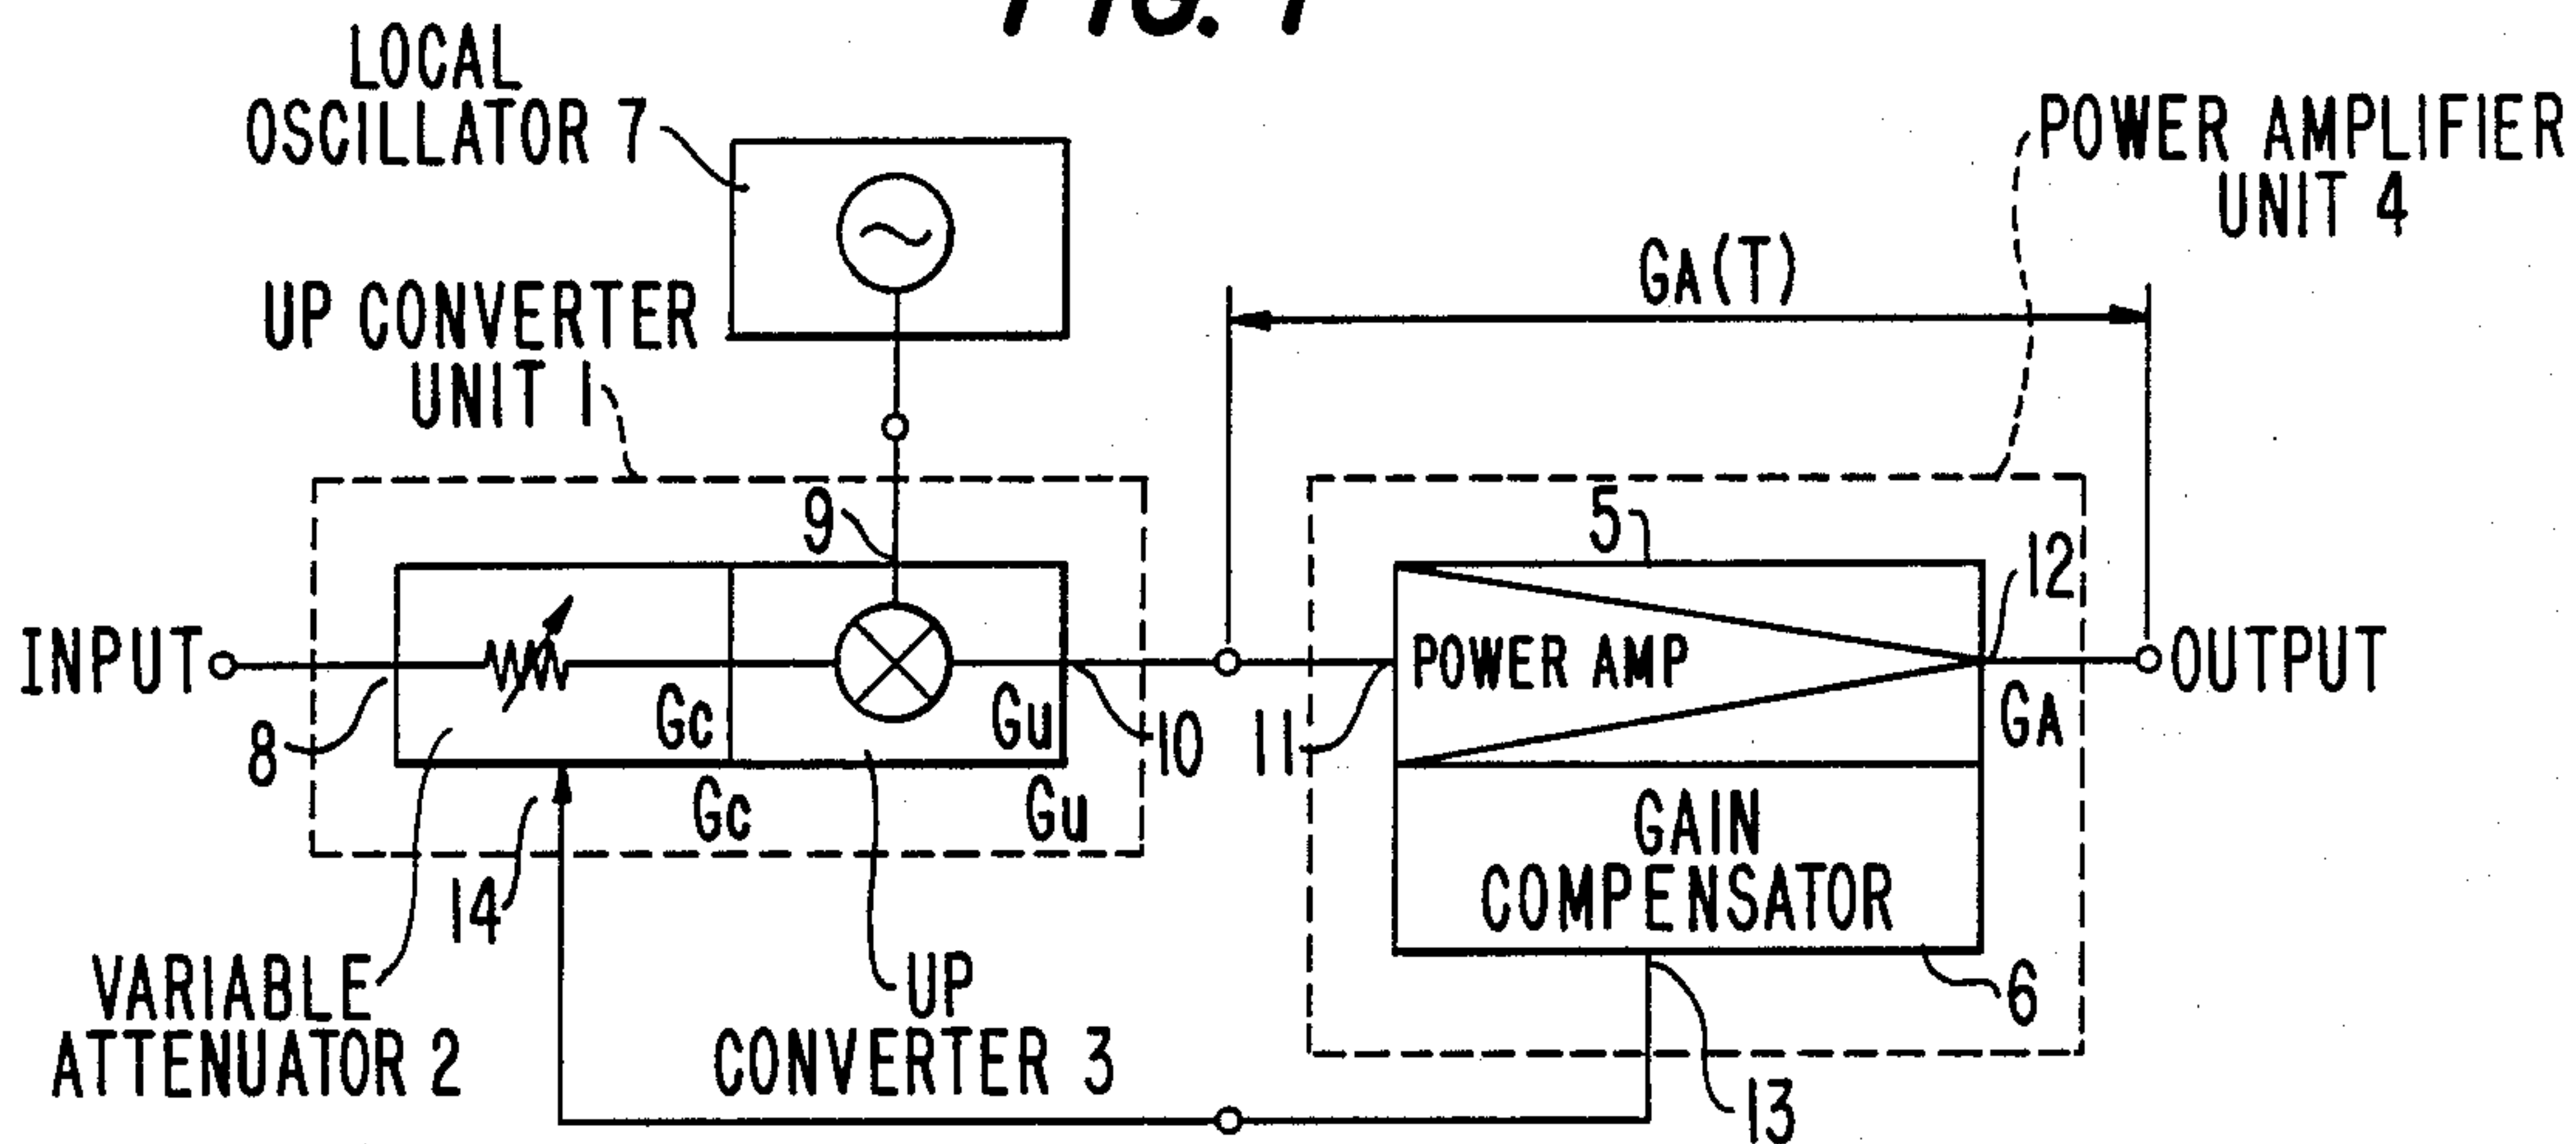 FIG. 1
LOCAL
OSCILLATOR 7
POWER AMPLIFIER
UNIT 4
GA(T)
UP CONVERTER
UNIT 1
9
5
12
INPUT
POWER AMP
OUTPUT
8
Gc
Gu
10
11
GA
Gc
Gu
GAIN
COMPENSATOR
14
VARIABLE
ATTENUATOR 2
UP
CONVERTER 3
6
13